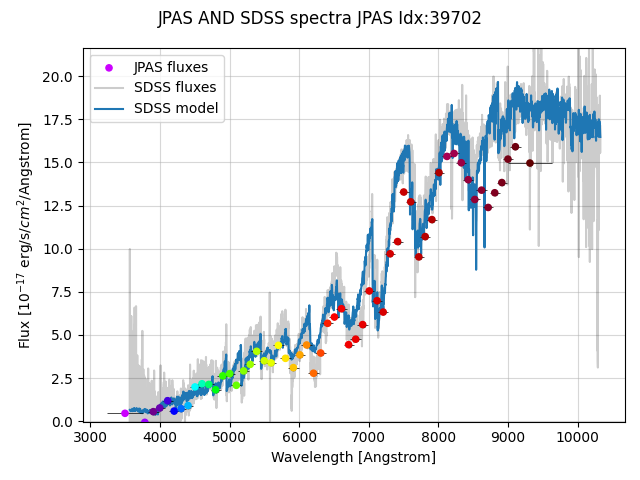 JPAS AND SDSS spectra JPAS Idx:39702
JPAS fluxes
SDSS fluxes
SDSS model
20.0
17.5
15.0
12.5
10.0
7.5
5.0
2.5
0.0
Flux [10⁻¹⁷ erg/s/cm²/Angstrom]
3000 4000 5000 6000 7000 8000 9000 10000
Wavelength [Angstrom]